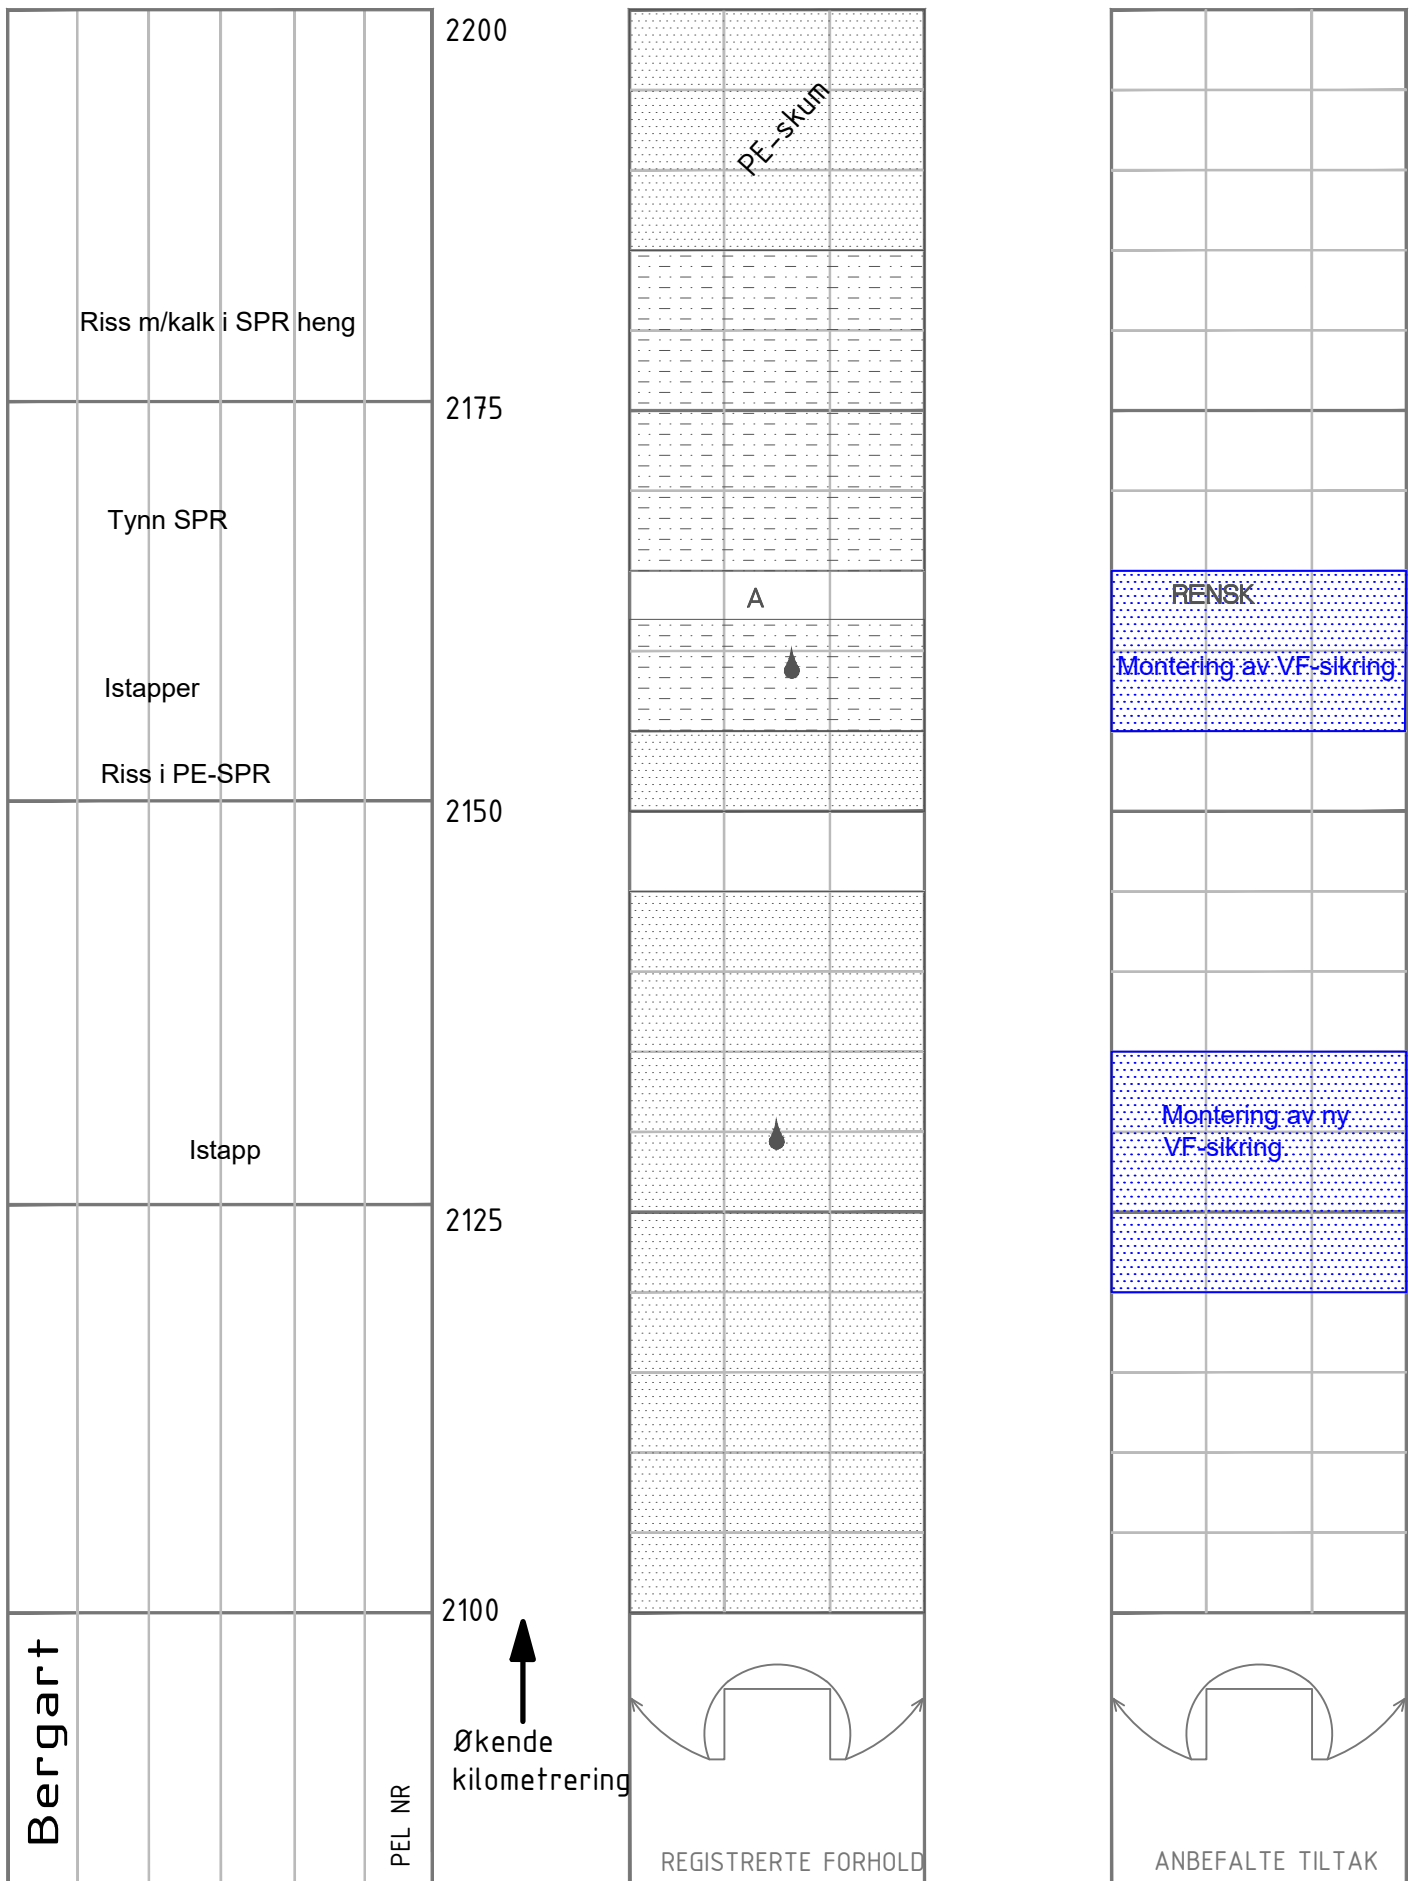 2200
PE-skum
Riss m/kalk i SPR heng
2175
Tynn SPR
A
RENSK
Montering av VF-sikring.
Istapper
Riss i PE-SPR
2150
Montering av ny
VF-sikring.
Istapp
2125
2100
Bergart
PEL NR
Økende
kilometrering
REGISTRERTE FORHOLD
ANBEFALTE TILTAK